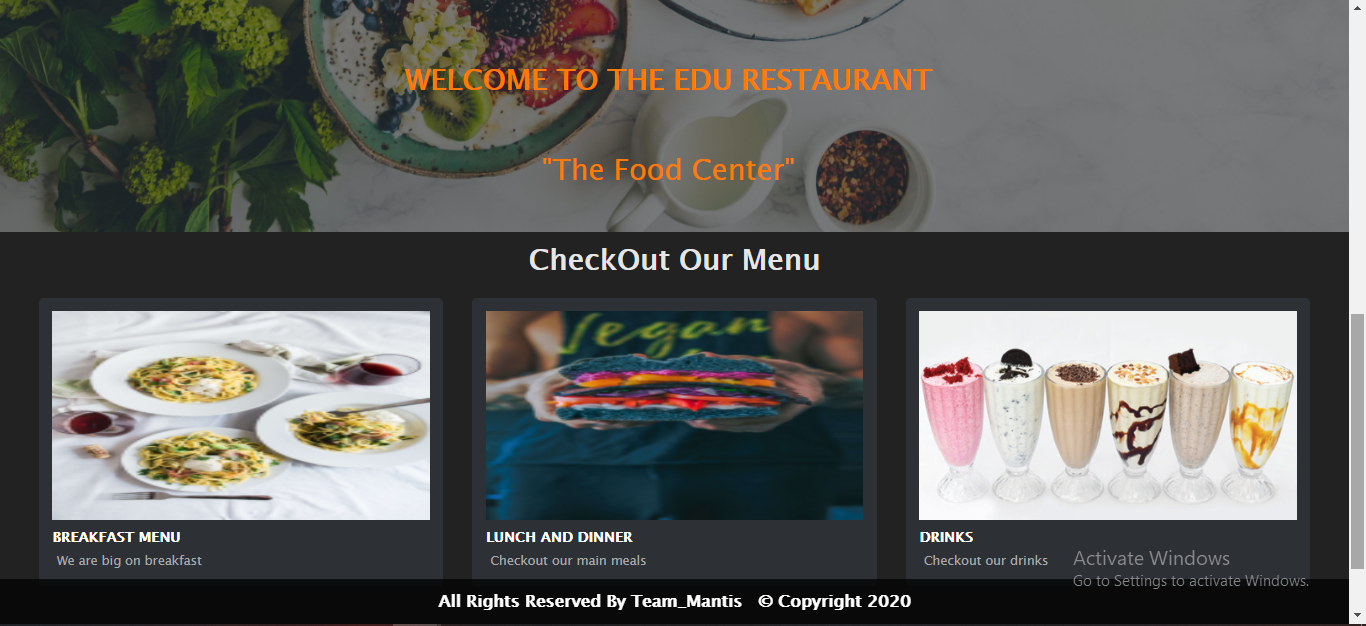 WELCOME TO THE EDU RESTAURANT
"The Food Center"
CheckOut Our Menu
Vegan
BREAKFAST MENU
We are big on breakfast
LUNCH AND DINNER
Checkout our main meals
DRINKS
Checkout our drinks
Activate Windows
Go to Settings to activate Windows.
All Rights Reserved By Team_Mantis © Copyright 2020